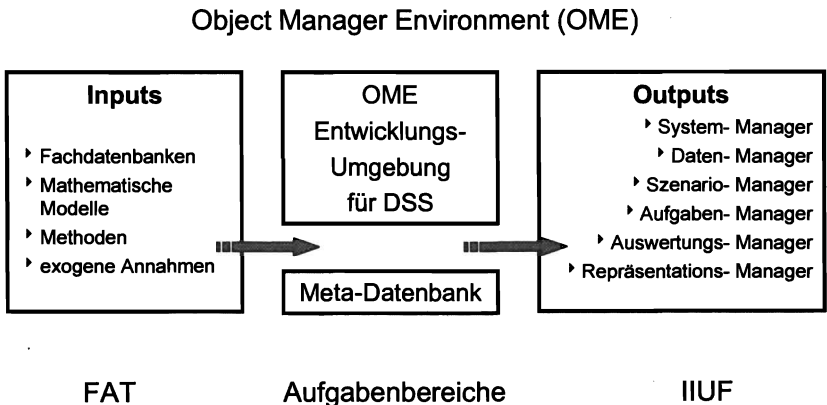 Object Manager Environment (OME)
Inputs
Fachdatenbanken
Mathematische
Modelle
Methoden
exogene Annahmen
OME
Entwicklungs-
Umgebung
für DSS
Meta-Datenbank
Outputs
System- Manager
Daten- Manager
Szenario- Manager
Aufgaben- Manager
Auswertungs- Manager
Repräsentations- Manager
FAT
Aufgabenbereiche
IIUF